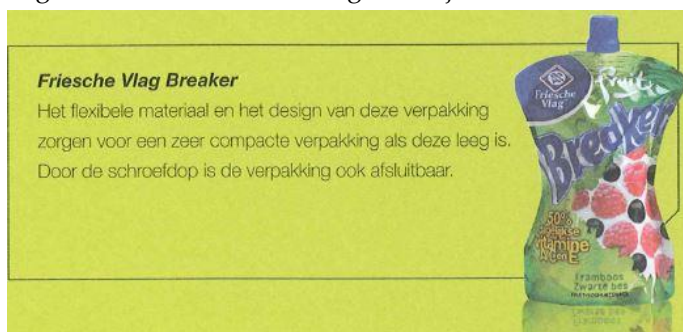 Friesche Vlag Breaker
Het flexibele materiaal en het design van deze verpakking
zorgen voor een zeer compacte verpakking als deze leeg is.
Door de schroefdop is de verpakking ook afsluitbaar.
Friesche
Vlag
fruit
Breaker
50%
vitamine
Framboos
Zwarte bes